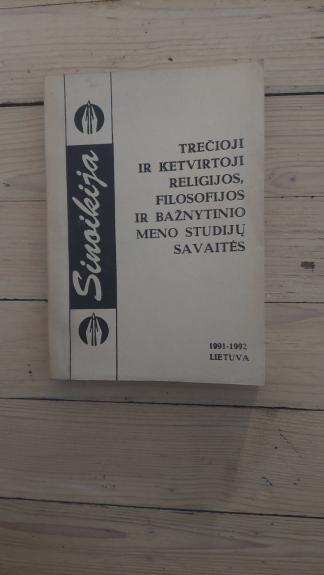 Sinoikija
TREČIOJI
IR KETVIRTOJI
RELIGIJOS,
FILOSOFIJOS
IR BAŽNYTINIO
MENO STUDIJŲ
SAVAITĖS
1991-1992
LIETUVA